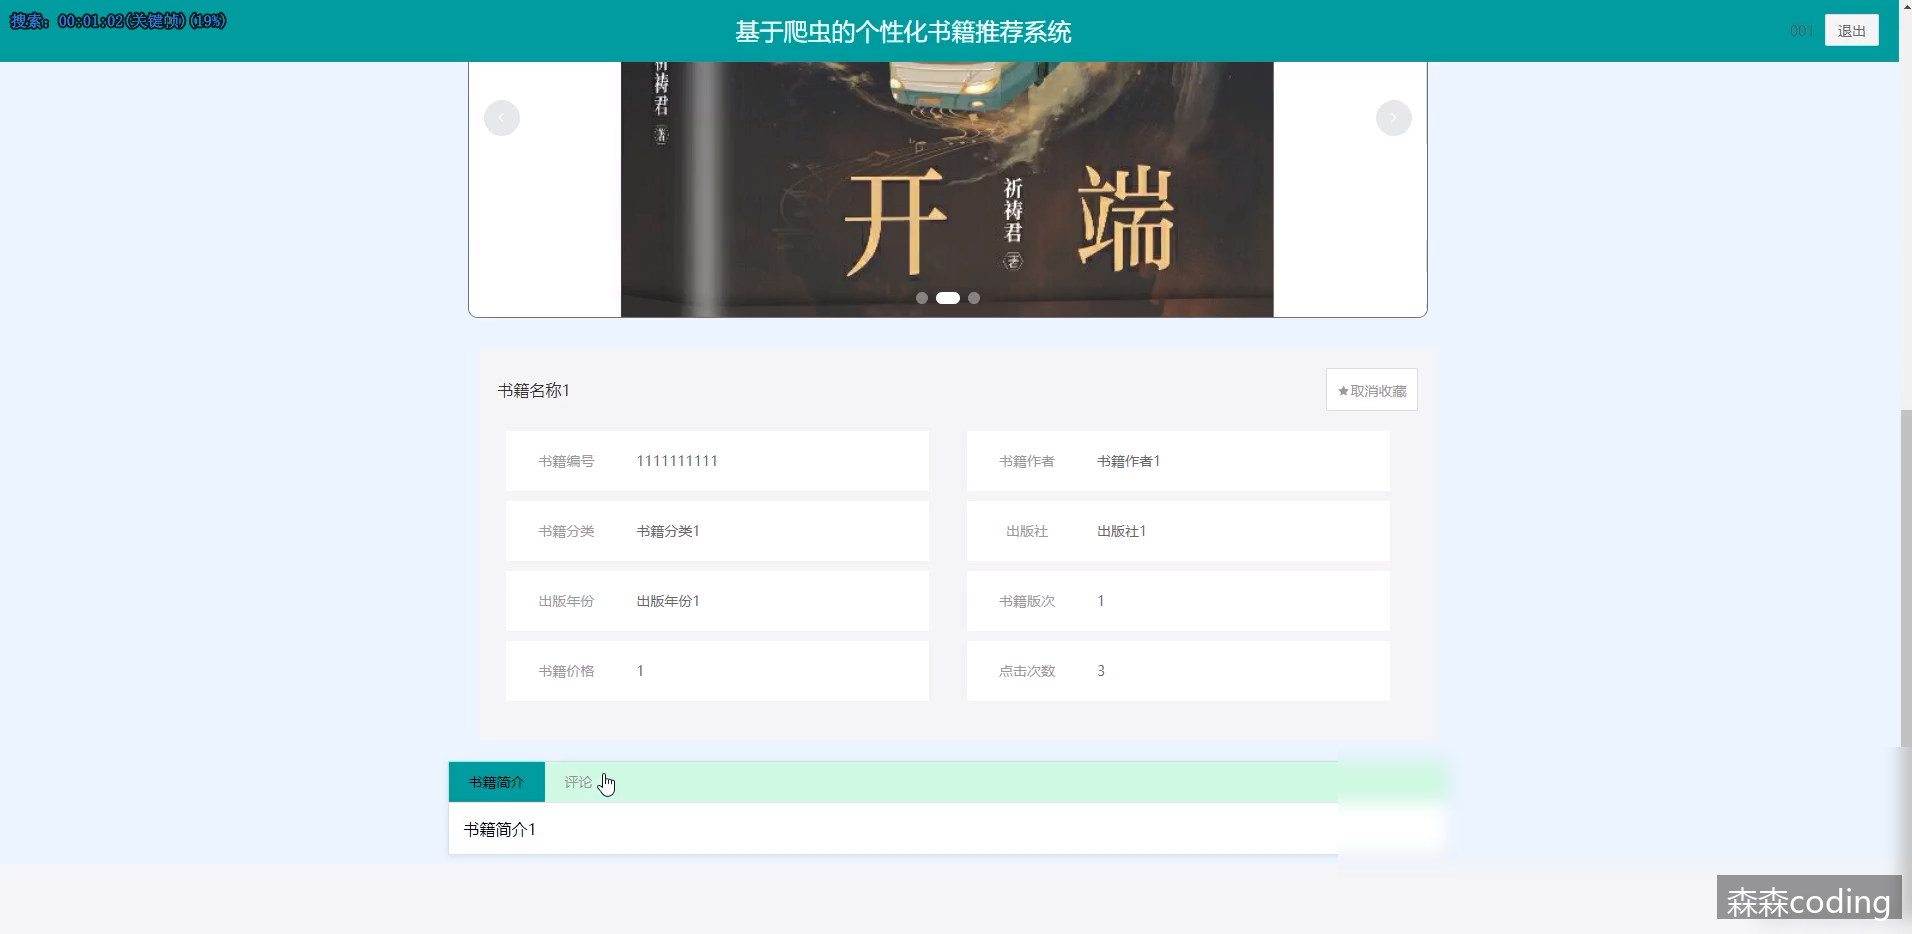 搜索: 00:01:02(关键帧)(19%)
基于爬虫的个性化书籍推荐系统
001
退出
祈祷君 著
开端
祈祷君 著
书籍名称1
★取消收藏
书籍编号 1111111111
书籍作者 书籍作者1
书籍分类 书籍分类1
出版社 出版社1
出版年份 出版年份1
书籍版次 1
书籍价格 1
点击次数 3
书籍简介
评论
书籍简介1
森森coding